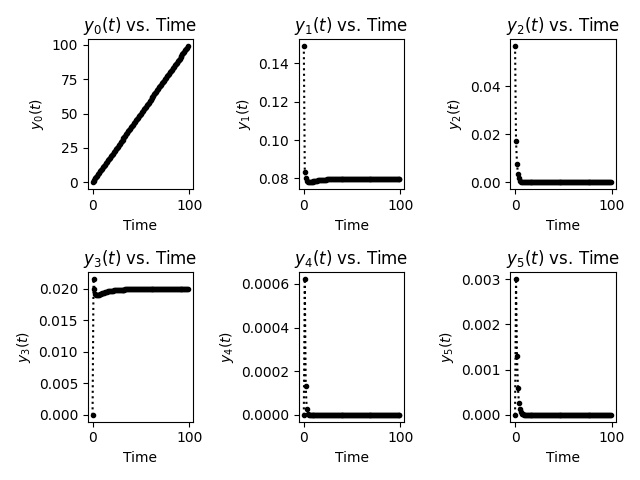 y₀(t) vs. Time
100
75
50
25
0
y₀(t)
0
100
Time
y₁(t) vs. Time
0.14
0.12
0.10
0.08
y₁(t)
0
100
Time
y₂(t) vs. Time
0.04
0.02
0.00
y₂(t)
0
100
Time
y₃(t) vs. Time
0.020
0.015
0.010
0.005
0.000
y₃(t)
0
100
Time
y₄(t) vs. Time
0.0006
0.0004
0.0002
0.0000
y₄(t)
0
100
Time
y₅(t) vs. Time
0.003
0.002
0.001
0.000
y₅(t)
0
100
Time